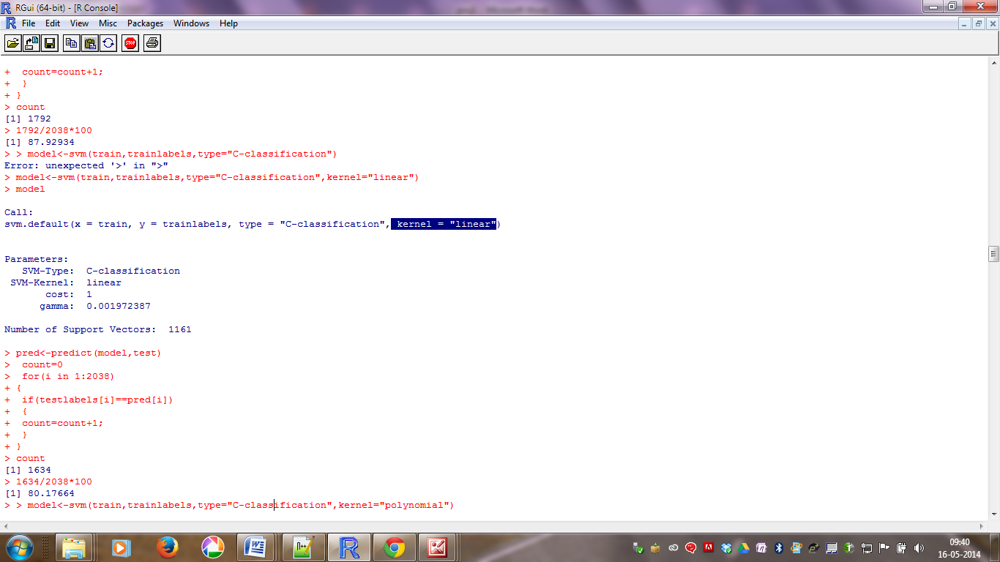 RGui (64-bit) - [R Console]
File Edit View Misc Packages Windows Help
STOP
+  count=count+1;
+  }
+ }
> count
[1] 1792
> 1792/2038*100
[1] 87.92934
> > model<-svm(train,trainlabels,type="C-classification")
Error: unexpected '>' in ">"
> model<-svm(train,trainlabels,type="C-classification",kernel="linear")
> model
Call:
svm.default(x = train, y = trainlabels, type = "C-classification", kernel = "linear")
Parameters:
   SVM-Type:  C-classification
 SVM-Kernel:  linear
       cost:  1
      gamma:  0.001972387
Number of Support Vectors:  1161
> pred<-predict(model,test)
>  count=0
>  for(i in 1:2038)
+ {
+  if(testlabels[i]==pred[i])
+  {
+  count=count+1;
+  }
+ }
> count
[1] 1634
> 1634/2038*100
[1] 80.17664
> > model<-svm(train,trainlabels,type="C-classification",kernel="polynomial")
09:40
16-05-2014